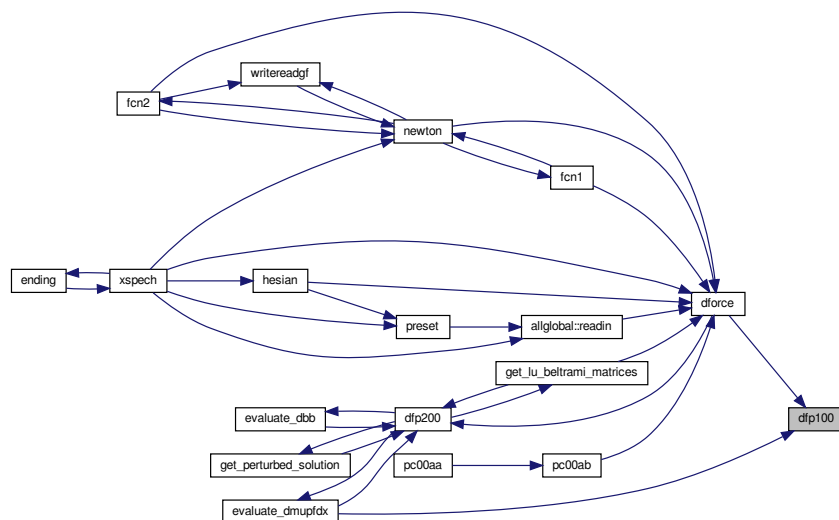 writereadgf
fcn2
newton
fcn1
ending
xspech
hesian
dforce
preset
allglobal::readin
get_lu_beltrami_matrices
evaluate_dbb
dfp200
dfp100
get_perturbed_solution
pc00aa
pc00ab
evaluate_dmupfdx